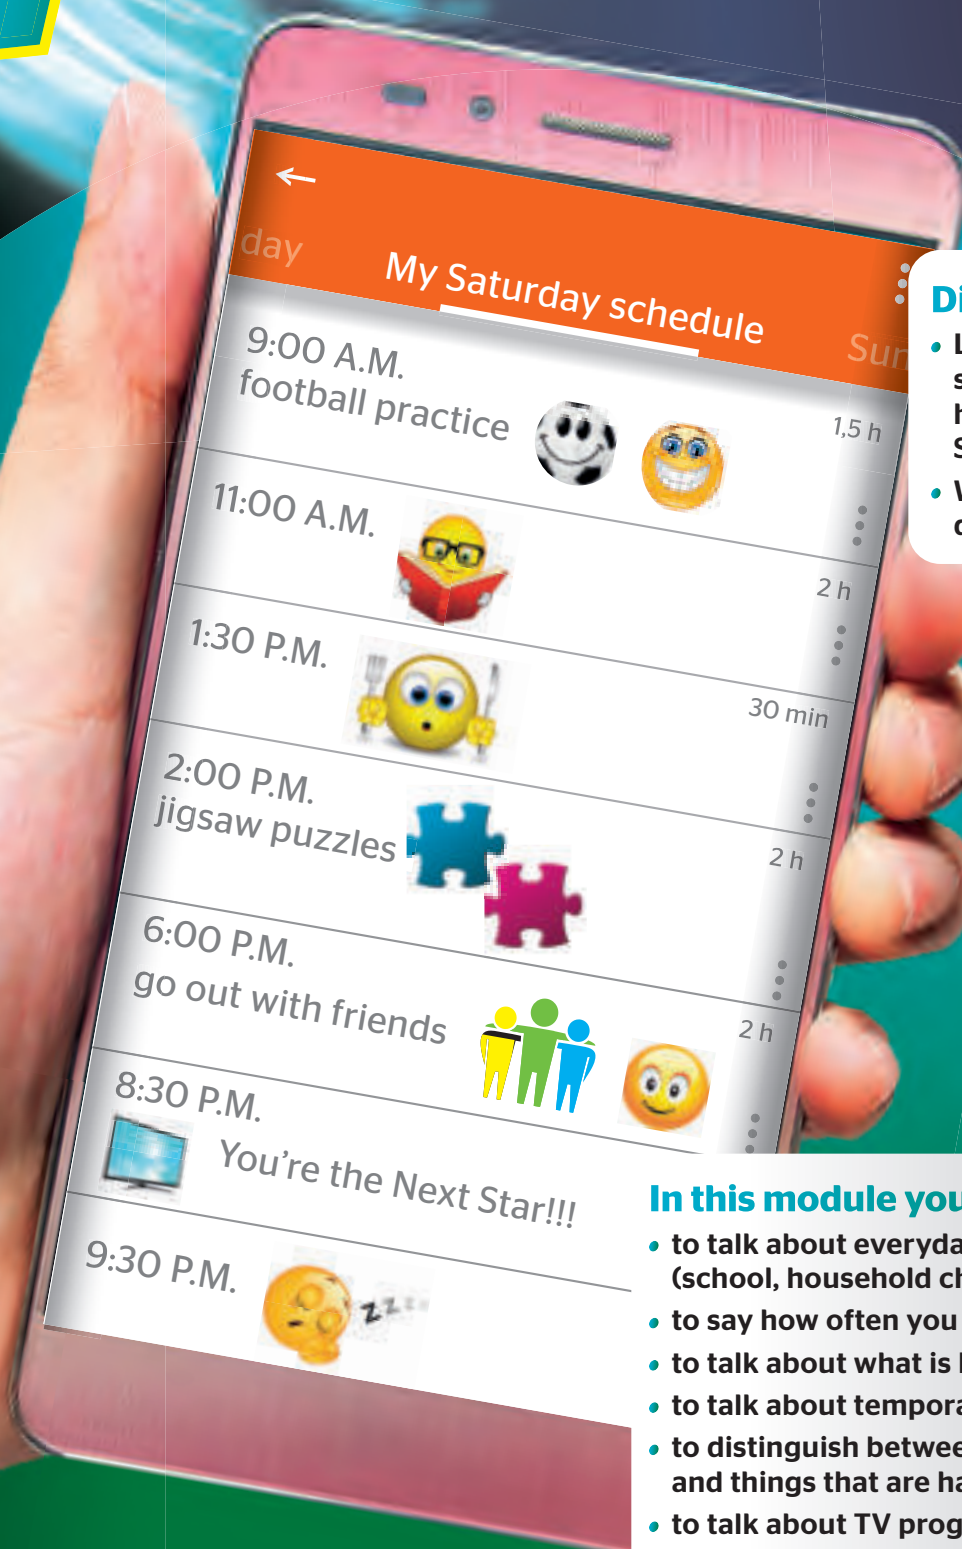 day
My Saturday schedule
Sun
9:00 A.M.
football practice
1,5 h
11:00 A.M.
2 h
1:30 P.M.
30 min
2:00 P.M.
jigsaw puzzles
2 h
6:00 P.M.
go out with friends
2 h
8:30 P.M.
You're the Next Star!!!
9:30 P.M.
z z z z
Di
• L
s
h
S
• V
In this module you
• to talk about everyda
(school, household ch
• to say how often you
• to talk about what is
• to talk about tempora
• to distinguish betwee
and things that are ha
• to talk about TV prog